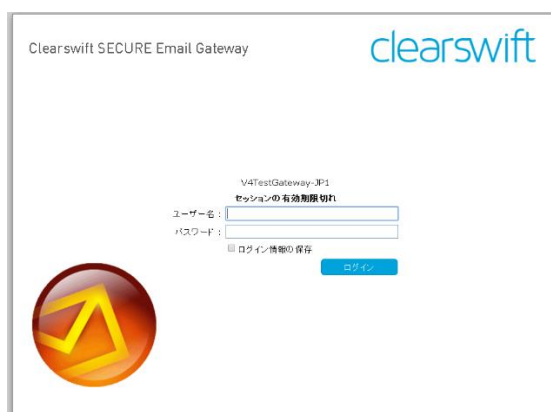 Clearswift SECURE Email Gateway
clearswift
V4TestGateway-JP1
セッションの有効期限切れ
ユーザー名：
パスワード：
ログイン情報の保存
ログイン